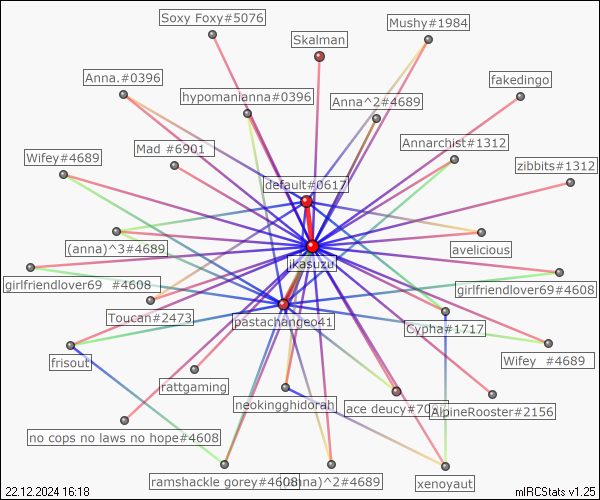 Soxy Foxy#5076
Mushy#1984
Skalman
Anna.#0396
fakedingo
hypomanianna#0396
Anna^2#4689
Annarchist#1312
Mad #6901
Wifey#4689
zibbits#1312
default#0617
(anna)^3#4689
avelicious
ikasuzu
girlfriendlover69 #4608
girlfriendlover69#4608
Toucan#2473
pastachangeo41
Cypha#1717
frisout
Wifey #4689
rattgaming
neokingghidorah
ace deucy#70
AlpineRooster#2156
no cops no laws no hope#4608
ramshackle gorey#4608
(anna)^2#4689
xenoyaut
22.12.2024 16:18
mIRCStats v1.25